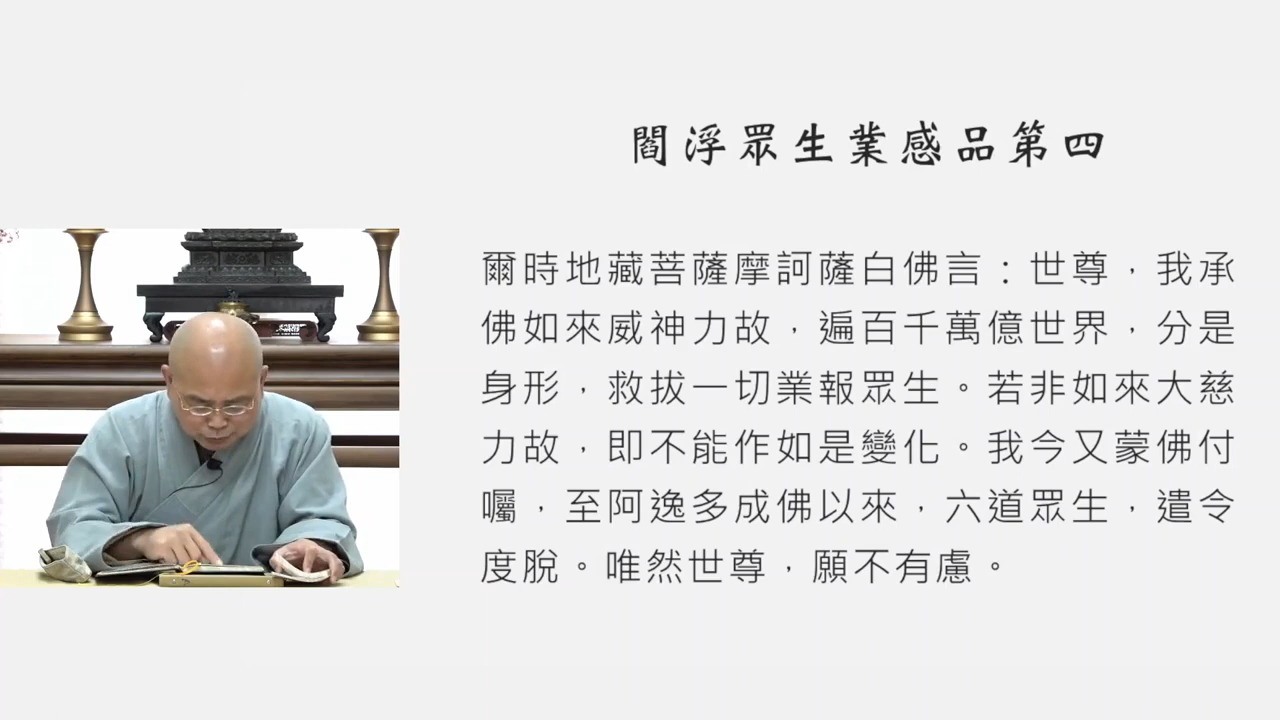 閻浮眾生業感品第四
爾時地藏菩薩摩訶薩白佛言：世尊，我承
佛如來威神力故，遍百千萬億世界，分是
身形，救拔一切業報眾生。若非如來大慈
力故，即不能作如是變化。我今又蒙佛付
囑，至阿逸多成佛以來，六道眾生，遣令
度脫。唯然世尊，願不有慮。